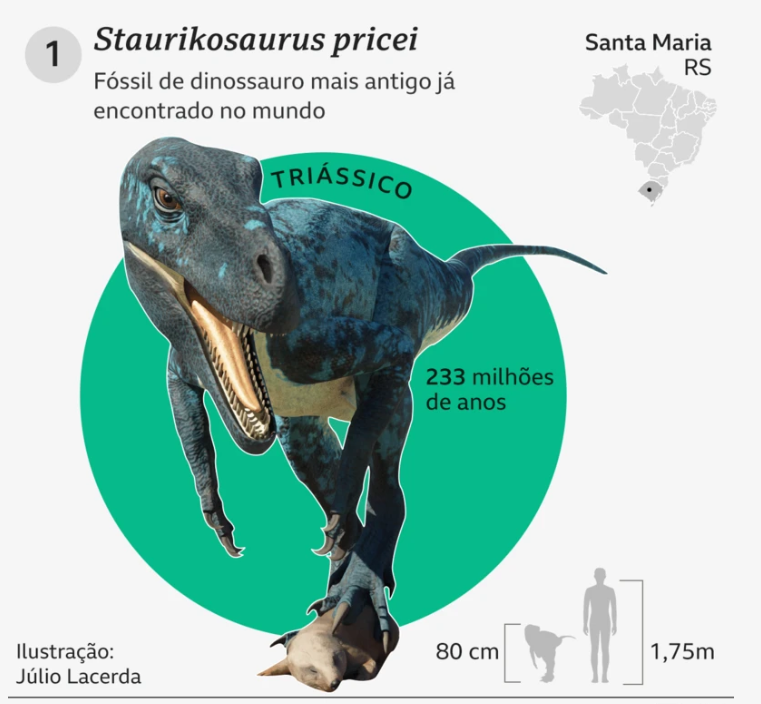 1
Staurikosaurus pricei
Fóssil de dinossauro mais antigo já
encontrado no mundo
Santa Maria
RS
TRIÁSSICO
233 milhões
de anos
80 cm
1,75m
Ilustração:
Júlio Lacerda